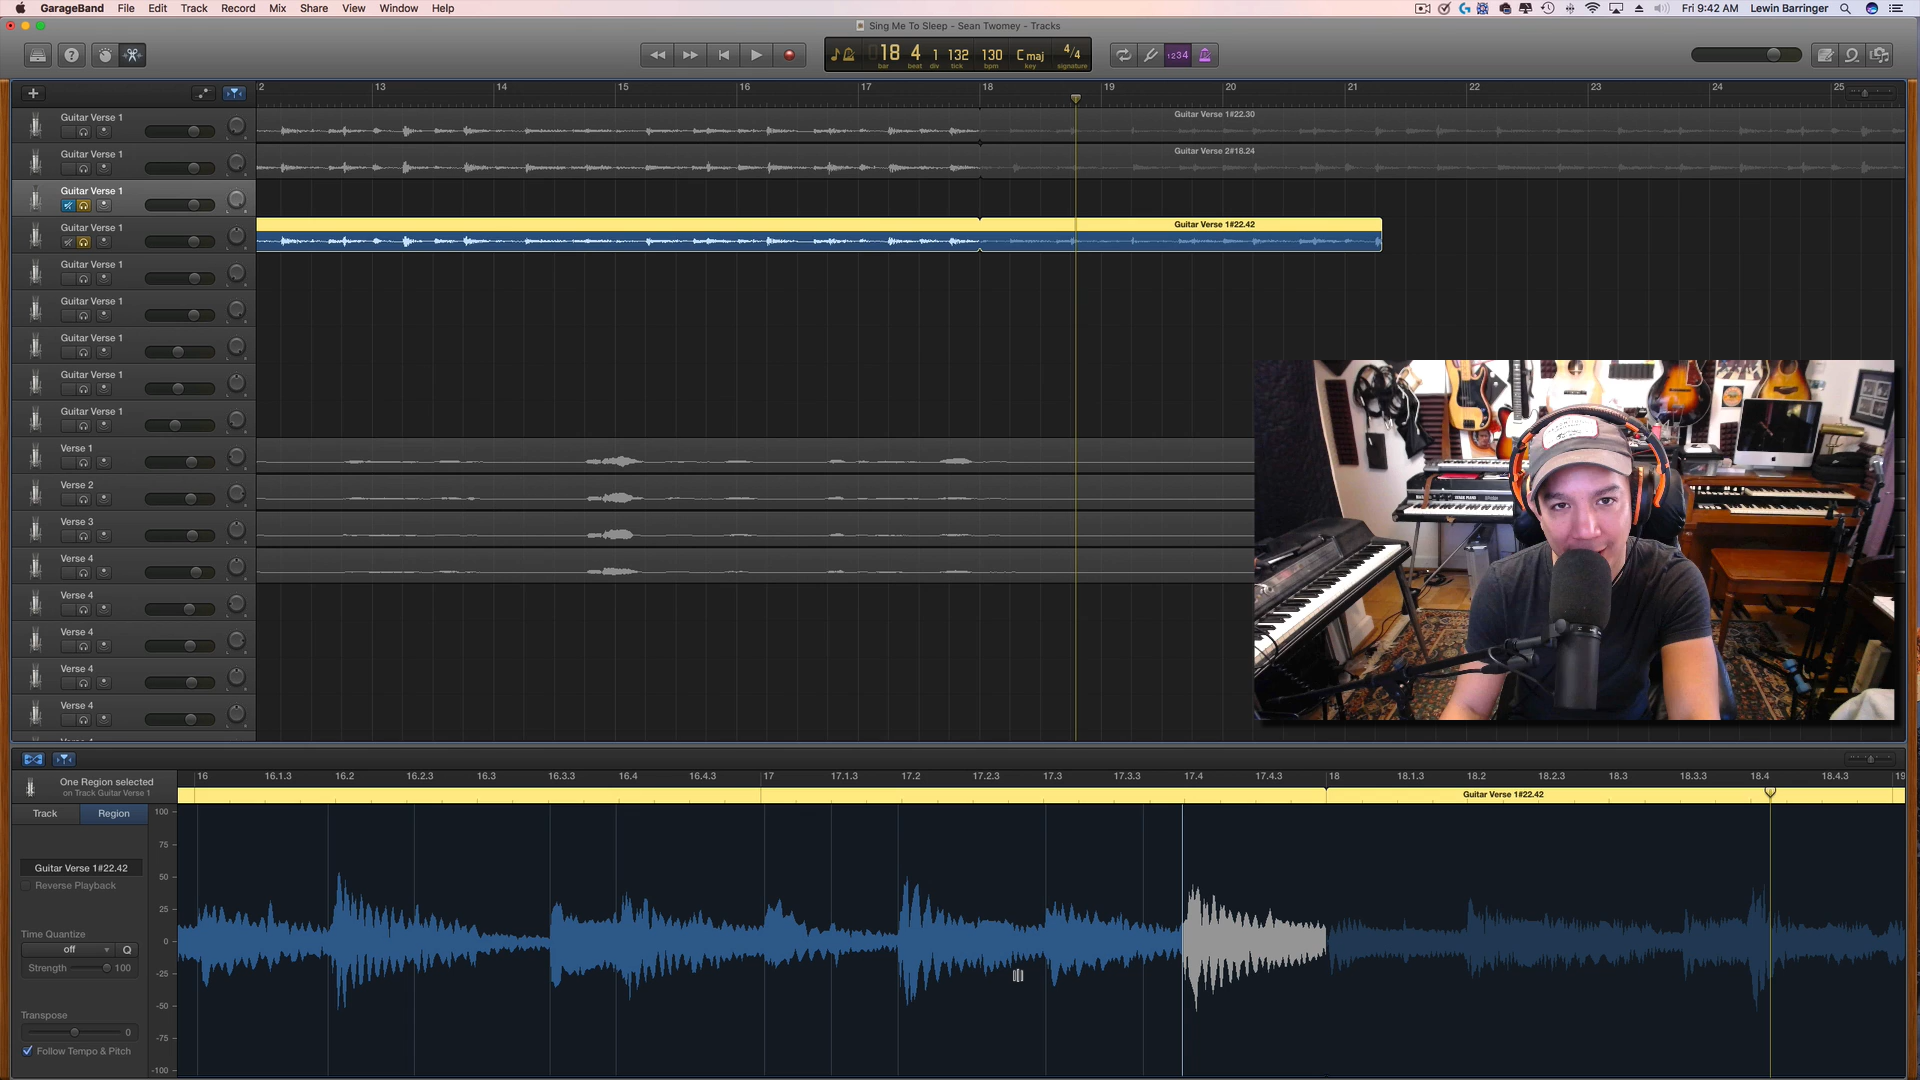 GarageBand File Edit Track Record Mix Share View Window Help
Fri 9:42 AM Lewin Barringer
Sing Me To Sleep - Sean Twomey - Tracks
18 4 1 132 130 C maj 4/4
bar beat div tick bpm key signature
1234
12 13 14 15 16 17 18 19 20 21 22 23 24 25
Guitar Verse 1
Guitar Verse 1#22.30
Guitar Verse 1
Guitar Verse 2#18.24
Guitar Verse 1
Guitar Verse 1
Guitar Verse 1#22.42
Guitar Verse 1
Guitar Verse 1
Guitar Verse 1
Guitar Verse 1
Guitar Verse 1
Verse 1
Verse 2
Verse 3
Verse 4
Verse 4
Verse 4
Verse 4
Verse 4
Verse 4
One Region selected
on Track Guitar Verse 1
16 16.1.3 16.2 16.2.3 16.3 16.3.3 16.4 16.4.3 17 17.1.3 17.2 17.2.3 17.3 17.3.3 17.4 17.4.3 18 18.1.3 18.2 18.2.3 18.3 18.3.3 18.4 18.4.3 19
Guitar Verse 1#22.42
Track Region
100
75
50
25
0
-25
-50
-75
-100
Guitar Verse 1#22.42
Reverse Playback
Time Quantize
off Q
Strength 100
Transpose
0
Follow Tempo & Pitch